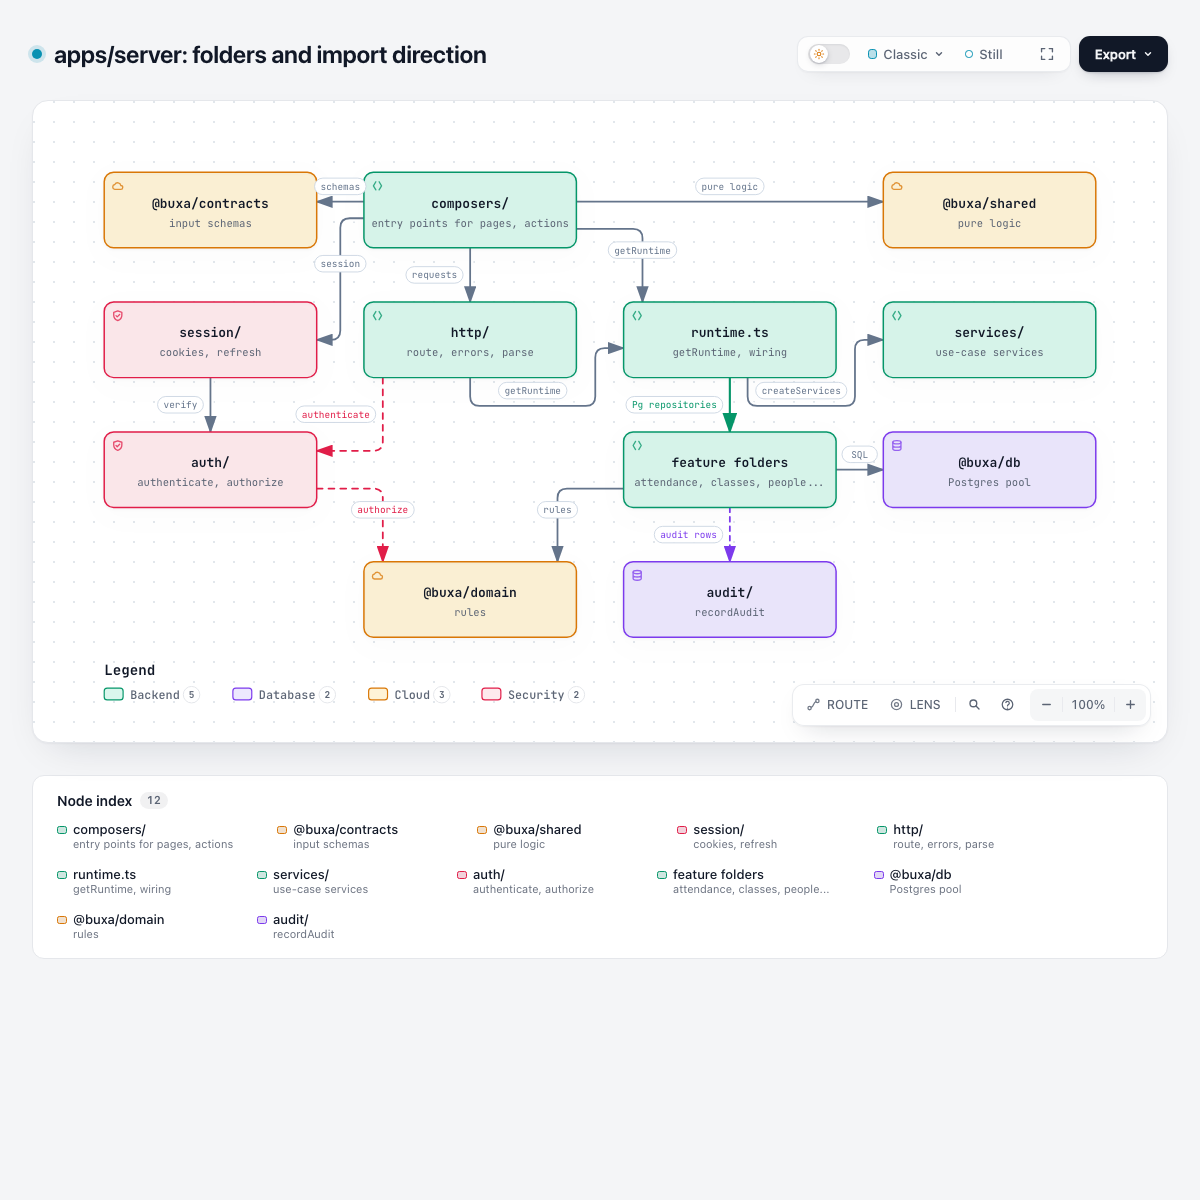 apps/server: folders and import direction
Classic
Still
Export
@buxa/contracts
input schemas
schemas
composers/
entry points for pages, actions
pure logic
@buxa/shared
pure logic
session
requests
getRuntime
session/
cookies, refresh
http/
route, errors, parse
runtime.ts
getRuntime, wiring
services/
use-case services
verify
authenticate
getRuntime
Pg repositories
createServices
auth/
authenticate, authorize
feature folders
attendance, classes, people...
SQL
@buxa/db
Postgres pool
authorize
rules
audit rows
@buxa/domain
rules
audit/
recordAudit
Legend
Backend 5
Database 2
Cloud 3
Security 2
ROUTE
LENS
− 100% +
Node index 12
composers/
entry points for pages, actions
@buxa/contracts
input schemas
@buxa/shared
pure logic
session/
cookies, refresh
http/
route, errors, parse
runtime.ts
getRuntime, wiring
services/
use-case services
auth/
authenticate, authorize
feature folders
attendance, classes, people...
@buxa/db
Postgres pool
@buxa/domain
rules
audit/
recordAudit